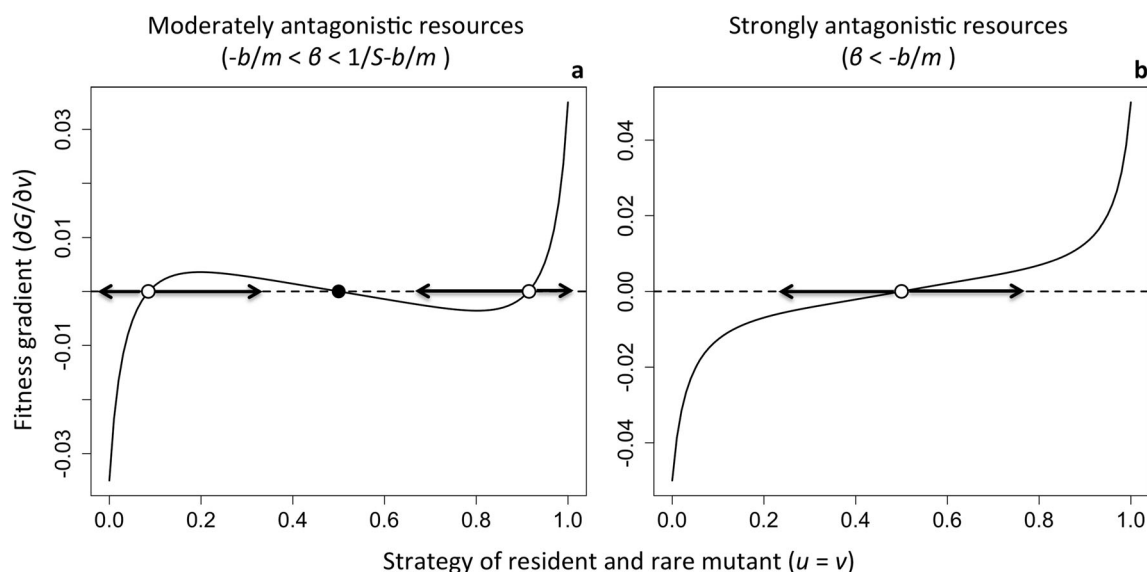 Moderately antagonistic resources
(-b/m < β < 1/S-b/m )
a
Strongly antagonistic resources
(β < -b/m )
b
Fitness gradient (∂G/∂v)
0.03
0.01
-0.01
-0.03
0.04
0.02
0.00
-0.02
-0.04
0.0 0.2 0.4 0.6 0.8 1.0
0.0 0.2 0.4 0.6 0.8 1.0
Strategy of resident and rare mutant (u = v)